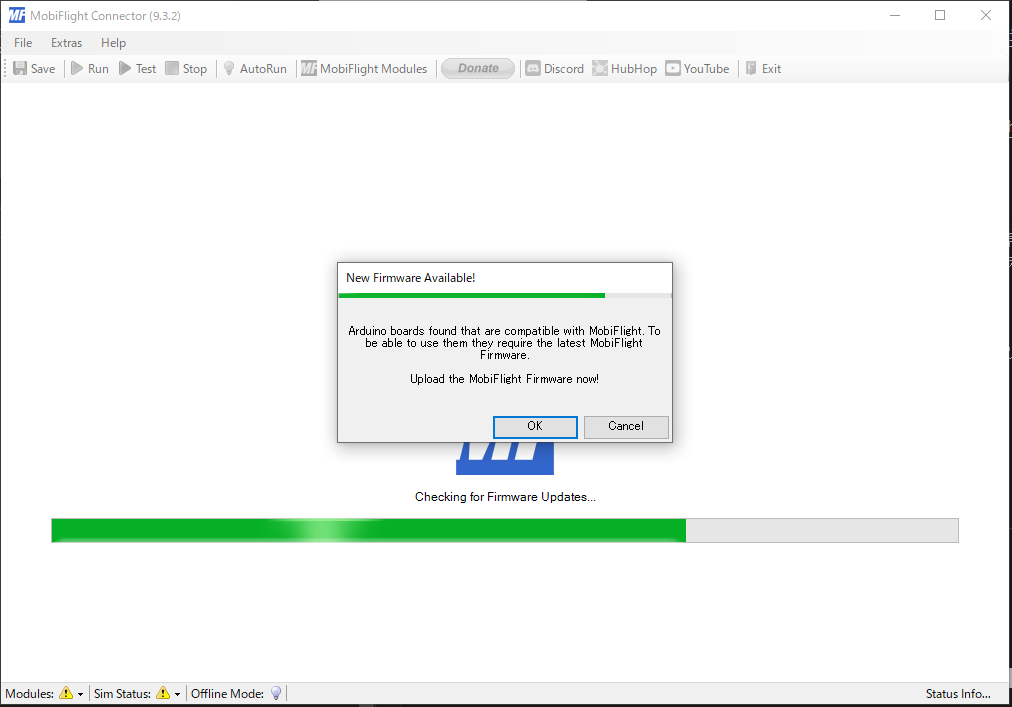 MF MobiFlight Connector (9.3.2)
File Extras Help
Save Run Test Stop AutoRun MF MobiFlight Modules Donate Discord HubHop YouTube Exit
New Firmware Available!
Arduino boards found that are compatible with MobiFlight. To
be able to use them they require the latest MobiFlight
Firmware.
Upload the MobiFlight Firmware now!
OK Cancel
Checking for Firmware Updates...
Modules: Sim Status: Offline Mode: Status Info...